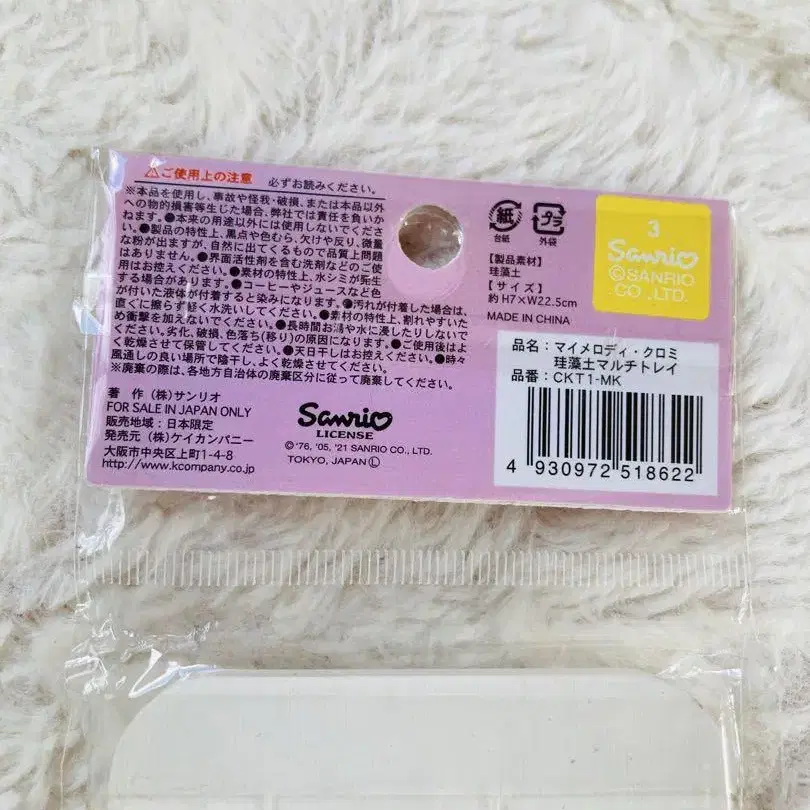 ⚠ご使用上の注意 必ずお読みください。
※本品を使用し、事故や怪我・破損、または本品以外
への物的損害等生じた場合、弊社では責任を負いか
ねます。●本来の用途以外には使用しないでください。
●製品の特性上、黒点や色むら、欠けや反り、微量
な粉が出ますが、自然に出てくるもので品質上問題
はありません。●界面活性剤を含む洗剤などのご使
用はお控えください。●素材の特性上、水シミが発生
する場合があります。●コーヒーやジュースなど色
が付いた液体が付着すると染みになります。●汚れが付着した場合は、
直ぐに擦らず軽く水洗いしてください。●素材の特性上、割れやすいた
め衝撃を加えないでください。●長時間お湯や水に浸したりしないで
ください。劣化、破損、色落ち(移り)の原因になります。●ご使用後はよ
く乾燥させて保管してください。●天日干しはお控えください。●時々
風通しの良い場所で陰干し、よく乾燥させてください。
※廃棄の際は、各地方自治体の廃棄区分に従って廃棄してください。
著 作 (株)サンリオ
FOR SALE IN JAPAN ONLY
販売地域:日本限定
発売元 (株)ケイカンパニー
大阪市中央区上町1-4-8
http://www.kcompany.co.jp
Sanrio
LICENSE
© '76, '05, '21 SANRIO CO., LTD.
TOKYO, JAPAN Ⓛ
紙
台紙
プラ
外袋
【製品素材】
珪藻土
【サイズ】
約 H7×W22.5cm
MADE IN CHINA
3
Sanrio
©SANRIO
CO.,LTD.
品名:マイメロディ・クロミ
珪藻土マルチトレイ
品番:CKT1-MK
4 930972 518622